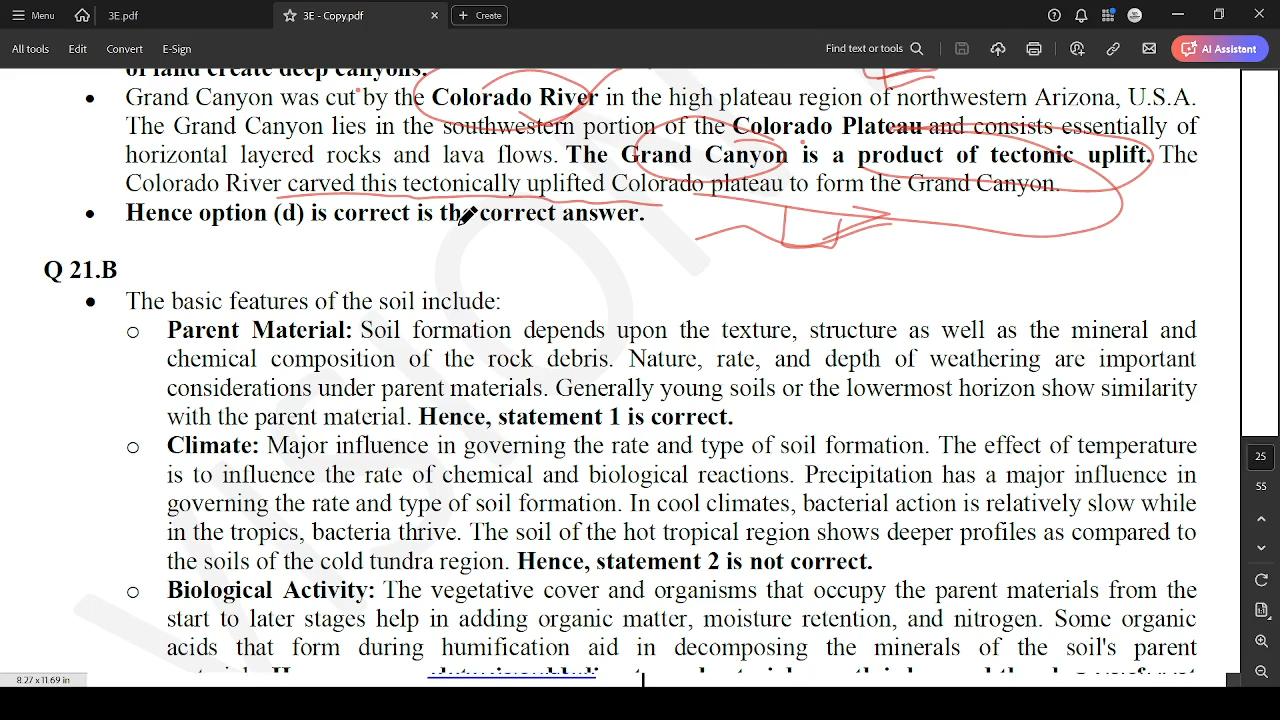 Menu
3E.pdf
3E - Copy.pdf
Create
All tools
Edit
Convert
E-Sign
Find text or tools
AI Assistant
of land create deep canyons.
• Grand Canyon was cut by the Colorado River in the high plateau region of northwestern Arizona, U.S.A.
The Grand Canyon lies in the southwestern portion of the Colorado Plateau and consists essentially of
horizontal layered rocks and lava flows. The Grand Canyon is a product of tectonic uplift. The
Colorado River carved this tectonically uplifted Colorado plateau to form the Grand Canyon.
• Hence option (d) is correct is the correct answer.
Q 21.B
• The basic features of the soil include:
o Parent Material: Soil formation depends upon the texture, structure as well as the mineral and
chemical composition of the rock debris. Nature, rate, and depth of weathering are important
considerations under parent materials. Generally young soils or the lowermost horizon show similarity
with the parent material. Hence, statement 1 is correct.
o Climate: Major influence in governing the rate and type of soil formation. The effect of temperature
is to influence the rate of chemical and biological reactions. Precipitation has a major influence in
governing the rate and type of soil formation. In cool climates, bacterial action is relatively slow while
in the tropics, bacteria thrive. The soil of the hot tropical region shows deeper profiles as compared to
the soils of the cold tundra region. Hence, statement 2 is not correct.
o Biological Activity: The vegetative cover and organisms that occupy the parent materials from the
start to later stages help in adding organic matter, moisture retention, and nitrogen. Some organic
acids that form during humification aid in decomposing the minerals of the soil's parent
25
55
8.27 x 11.69 in